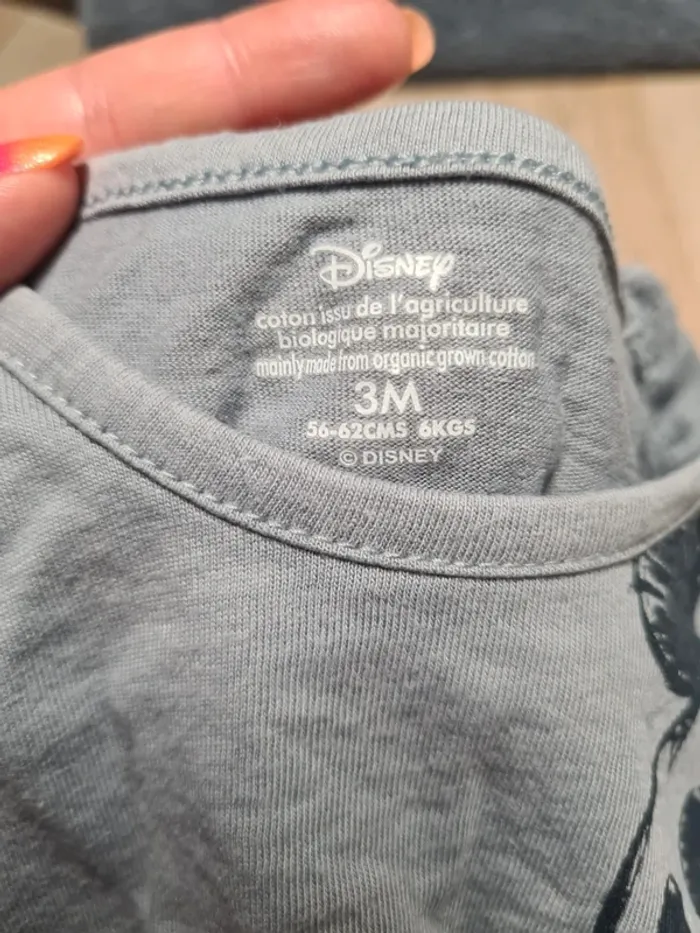 Disney
coton issu de l'agriculture
biologique majoritaire
mainly made from organic grown cotton
3M
56-62CMS 6KGS
© DISNEY